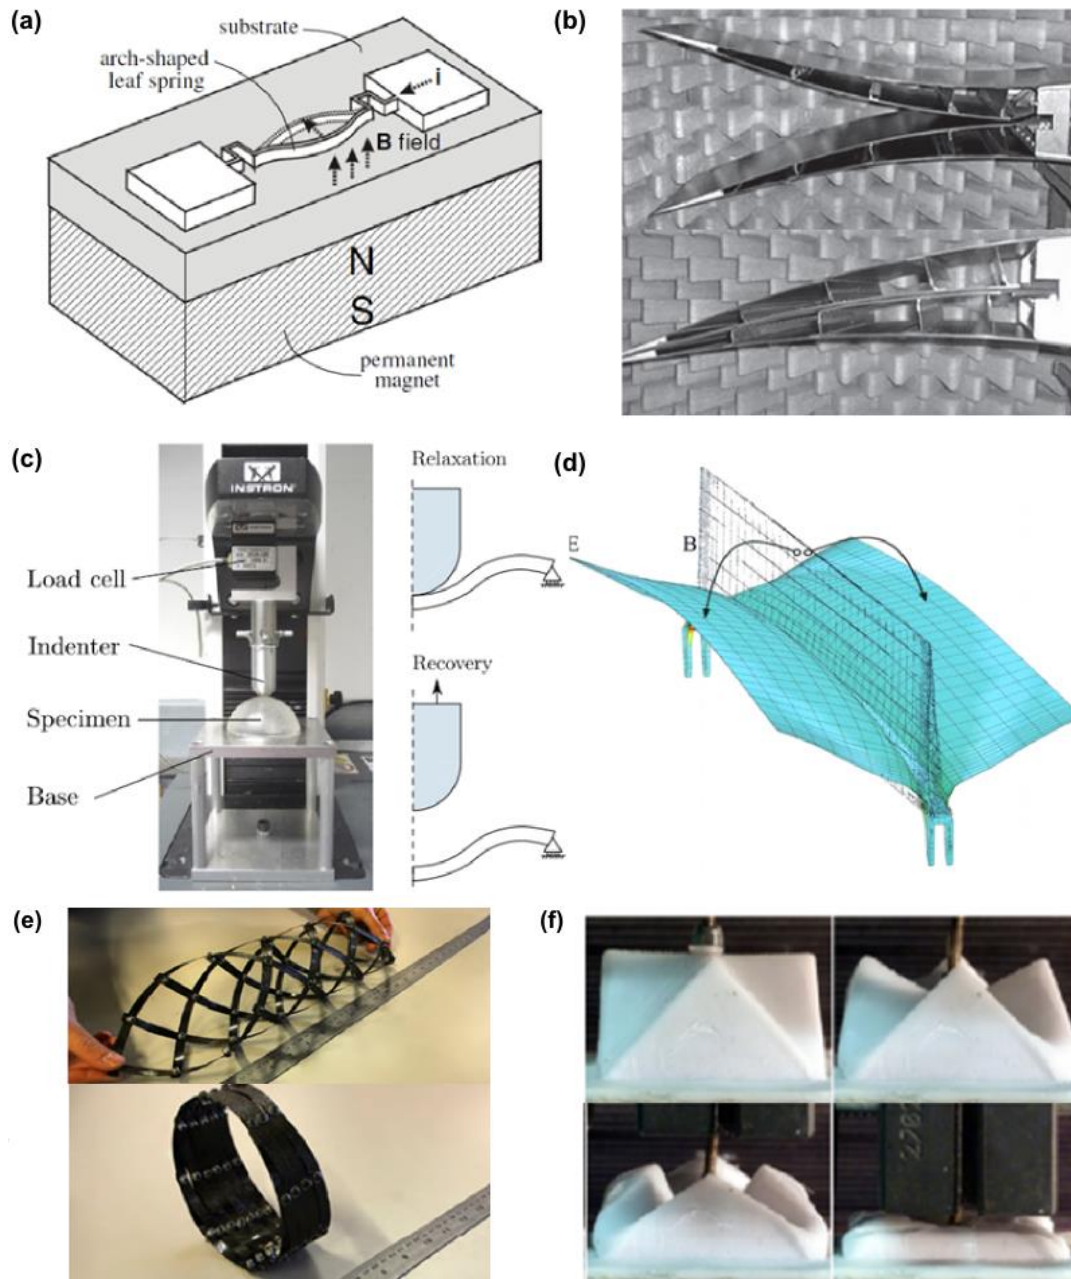 (a)
substrate
arch-shaped
leaf spring
i
B field
N
S
permanent
magnet
(b)
(c)
INSTRON
Load cell
Indenter
Specimen
Base
Relaxation
Recovery
(d)
E
B
(e)
(f)